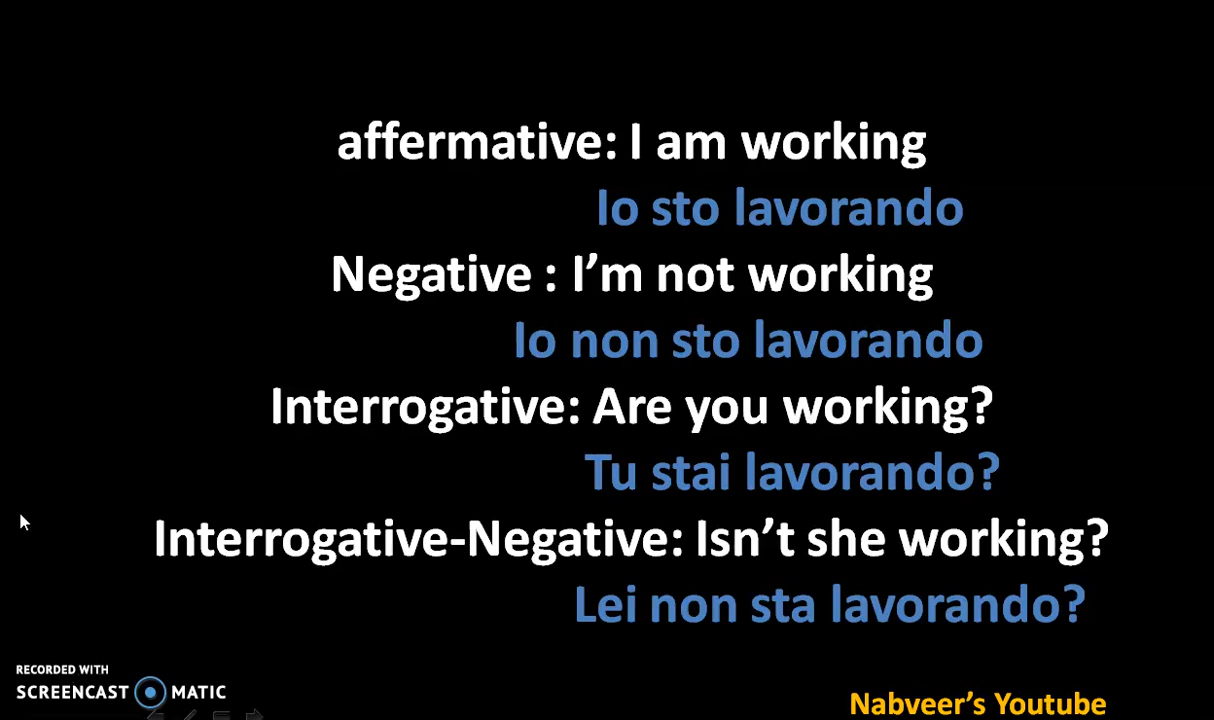 affermative: I am working
Io sto lavorando
Negative : I’m not working
Io non sto lavorando
Interrogative: Are you working?
Tu stai lavorando?
Interrogative-Negative: Isn’t she working?
Lei non sta lavorando?
RECORDED WITH
SCREENCAST MATIC
Nabveer’s Youtube